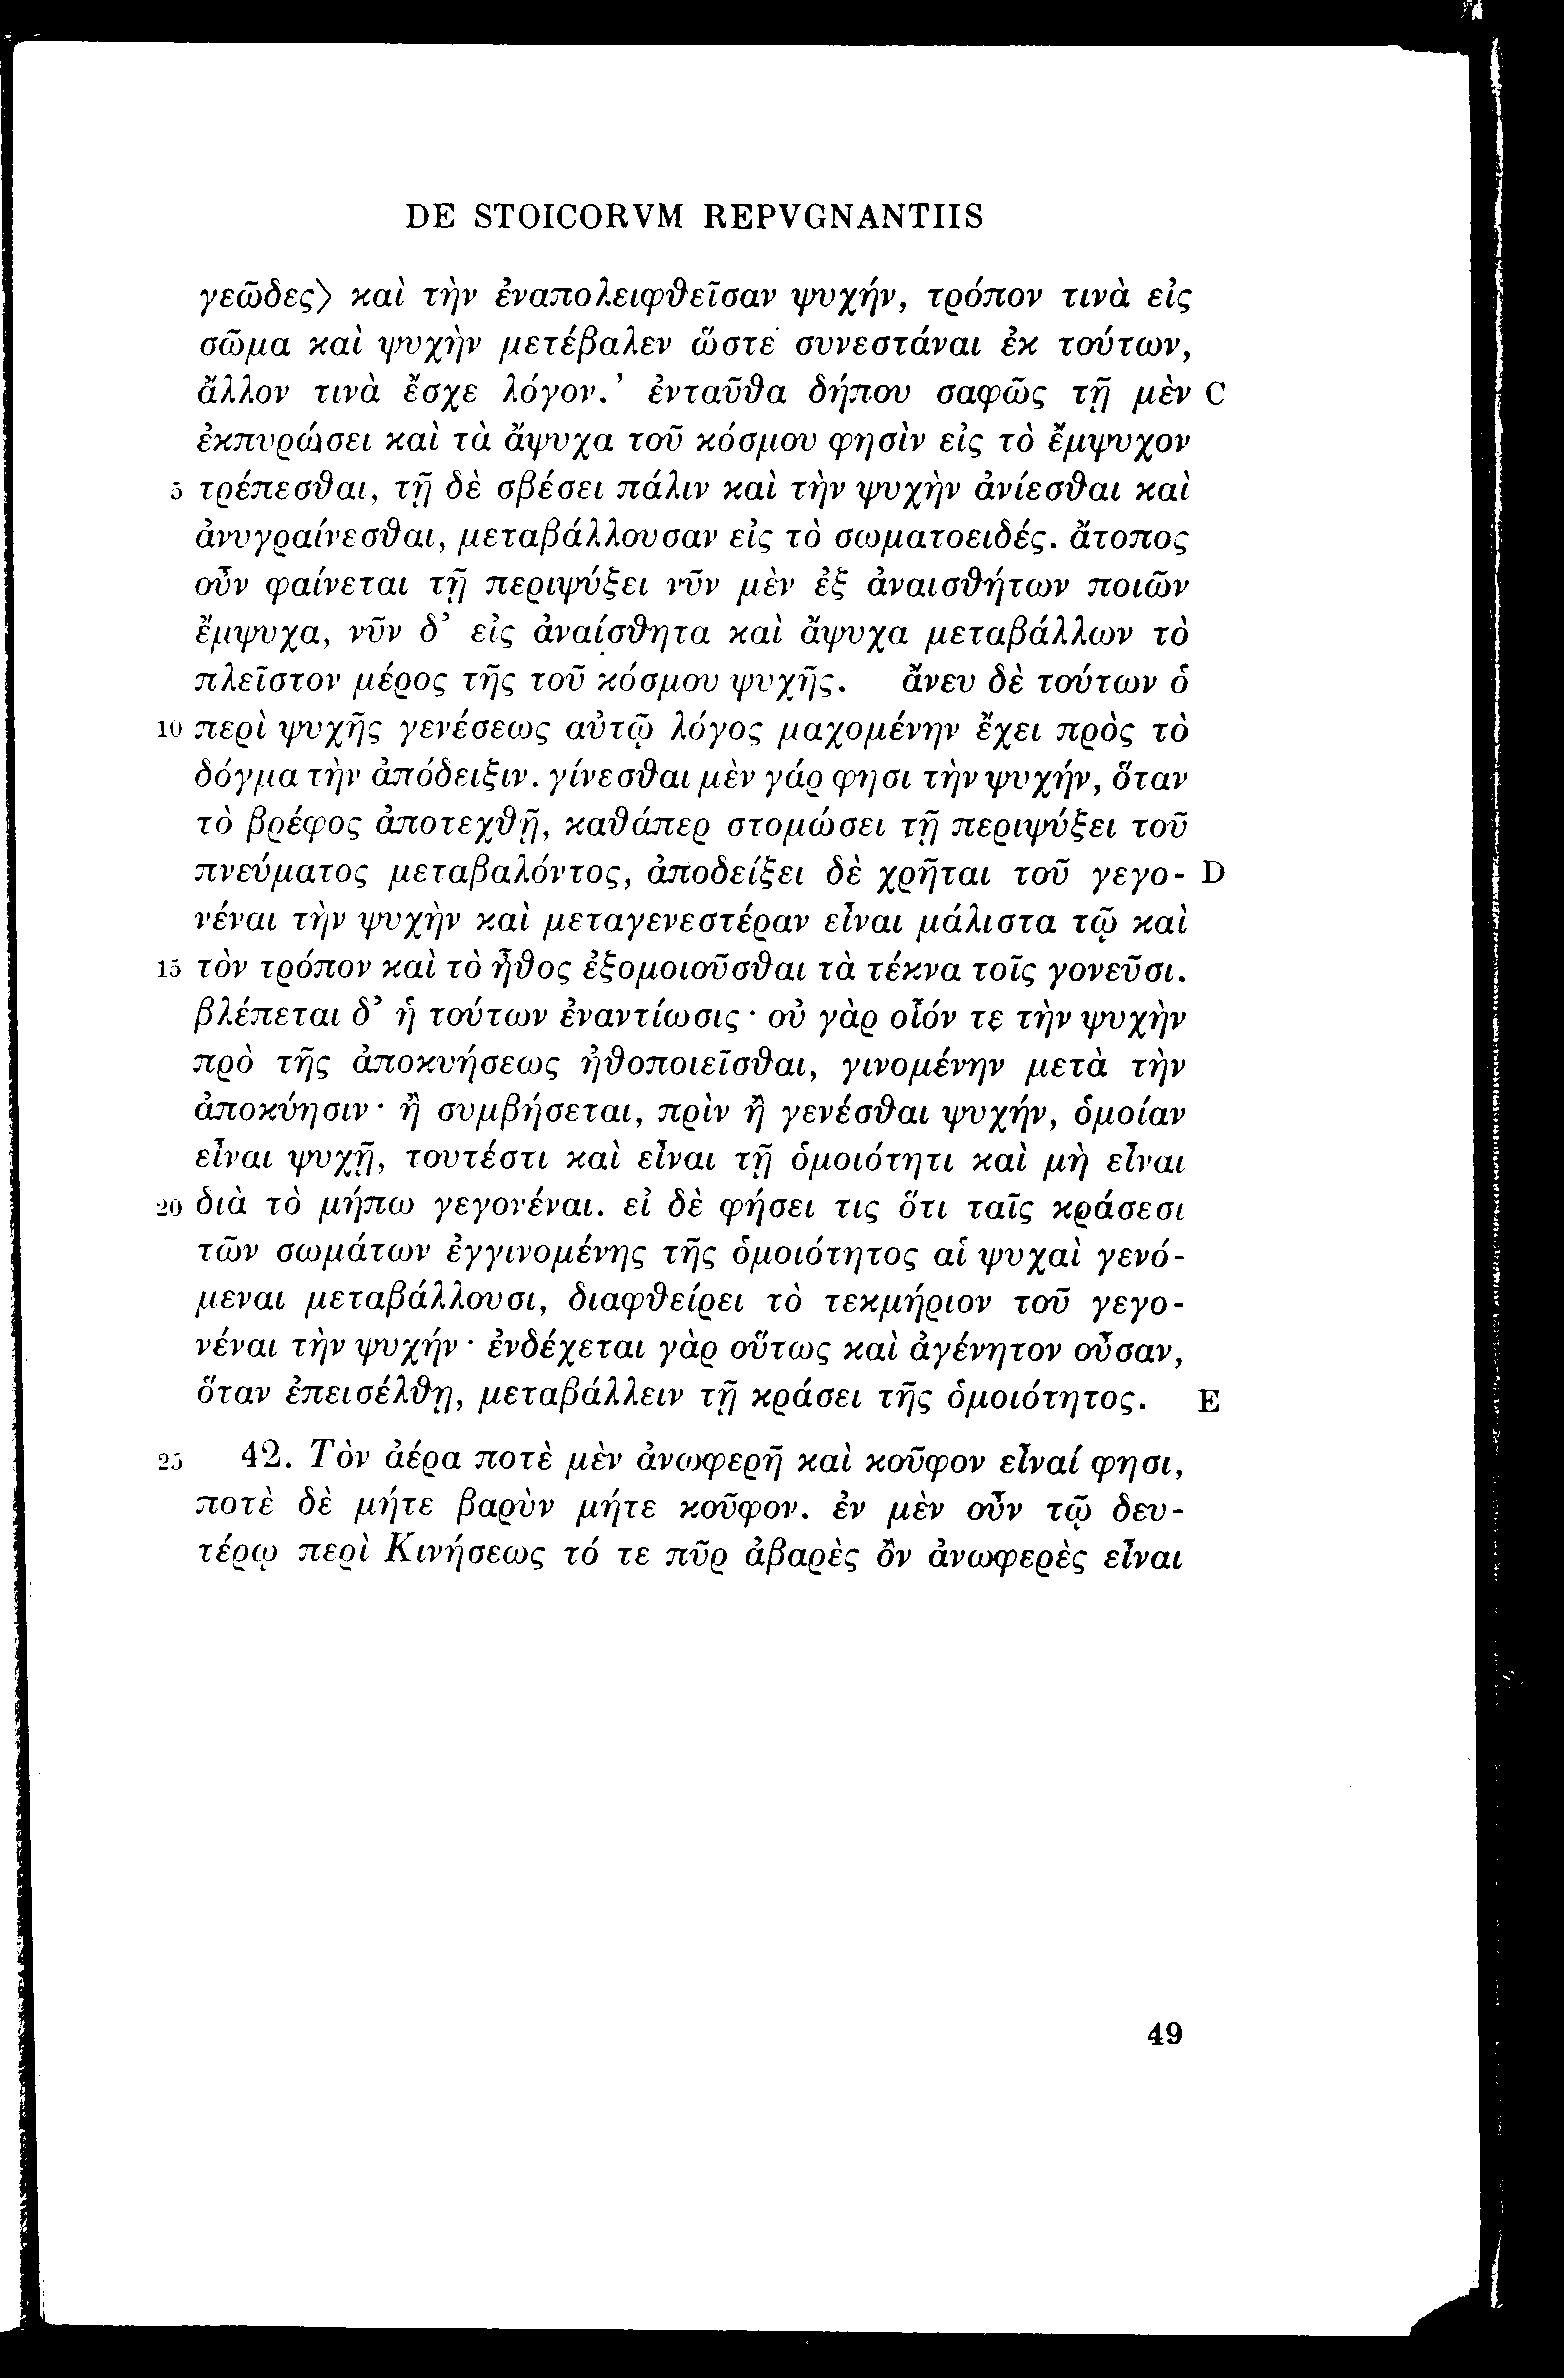 DE STOICORVM REPVGNANTIIS
γεῶδες⟩ καὶ τὴν ἐναπολειφθεῖσαν ψυχήν, τρόπον τινὰ εἰς
σῶμα καὶ ψυχὴν μετέβαλεν ὥστε συνεστάναι ἐκ τούτων,
ἄλλον τινὰ ἔσχε λόγον.’ ἐνταῦθα δήπου σαφῶς τῇ μὲν C
ἐκπυρώσει καὶ τὰ ἄψυχα τοῦ κόσμου φησὶν εἰς τὸ ἔμψυχον
5 τρέπεσθαι, τῇ δὲ σβέσει πάλιν καὶ τὴν ψυχὴν ἀνίεσθαι καὶ
ἀνυγραίνεσθαι, μεταβάλλουσαν εἰς τὸ σωματοειδές. ἄτοπος
οὖν φαίνεται τῇ περιψύξει νῦν μὲν ἐξ ἀναισθήτων ποιῶν
ἔμψυχα, νῦν δ’ εἰς ἀναίσθητα καὶ ἄψυχα μεταβάλλων τὸ
πλεῖστον μέρος τῆς τοῦ κόσμου ψυχῆς. ἄνευ δὲ τούτων ὁ
10 περὶ ψυχῆς γενέσεως αὐτῷ λόγος μαχομένην ἔχει πρὸς τὸ
δόγμα τὴν ἀπόδειξιν. γίνεσθαι μὲν γάρ φησι τὴν ψυχήν, ὅταν
τὸ βρέφος ἀποτεχθῇ, καθάπερ στομώσει τῇ περιψύξει τοῦ
πνεύματος μεταβαλόντος, ἀποδείξει δὲ χρῆται τοῦ γεγο- D
νέναι τὴν ψυχὴν καὶ μεταγενεστέραν εἶναι μάλιστα τῷ καὶ
15 τὸν τρόπον καὶ τὸ ἦθος ἐξομοιοῦσθαι τὰ τέκνα τοῖς γονεῦσι.
βλέπεται δ’ ἡ τούτων ἐναντίωσις· οὐ γὰρ οἷόν τε τὴν ψυχὴν
πρὸ τῆς ἀποκυήσεως ἠθοποιεῖσθαι, γινομένην μετὰ τὴν
ἀποκύησιν· ἢ συμβήσεται, πρὶν ἢ γενέσθαι ψυχήν, ὁμοίαν
εἶναι ψυχῇ, τουτέστι καὶ εἶναι τῇ ὁμοιότητι καὶ μὴ εἶναι
20 διὰ τὸ μήπω γεγονέναι. εἰ δὲ φήσει τις ὅτι ταῖς κράσεσι
τῶν σωμάτων ἐγγινομένης τῆς ὁμοιότητος αἱ ψυχαὶ γενό-
μεναι μεταβάλλουσι, διαφθείρει τὸ τεκμήριον τοῦ γεγο-
νέναι τὴν ψυχήν· ἐνδέχεται γὰρ οὕτως καὶ ἀγένητον οὖσαν,
ὅταν ἐπεισέλθῃ, μεταβάλλειν τῇ κράσει τῆς ὁμοιότητος. E
25 42. Τὸν ἀέρα ποτὲ μὲν ἀνωφερῆ καὶ κοῦφον εἶναί φησι,
ποτὲ δὲ μήτε βαρὺν μήτε κοῦφον. ἐν μὲν οὖν τῷ δευ-
τέρῳ περὶ Κινήσεως τό τε πῦρ ἀβαρὲς ὂν ἀνωφερὲς εἶναι
49